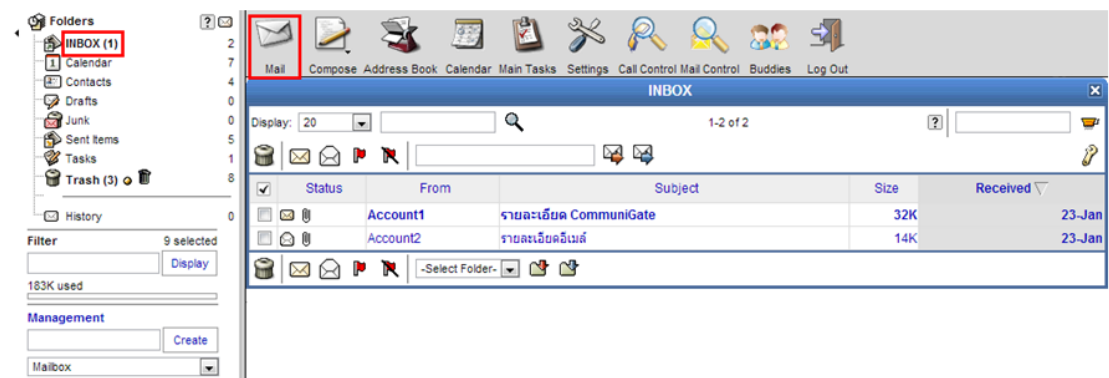 Folders ?
INBOX (1) 2
Calendar 7
Contacts 4
Drafts 0
Junk 0
Sent Items 5
Tasks 1
Trash (3) 8
History 0
Filter 9 selected
Display
183K used
Management
Create
Mailbox
Mail Compose Address Book Calendar Main Tasks Settings Call Control Mail Control Buddies Log Out
INBOX
Display: 20 1-2 of 2 ?
Status From Subject Size Received
Account1 รายละเอียด CommuniGate 32K 23-Jan
Account2 รายละเอียดอีเมล์ 14K 23-Jan
-Select Folder-